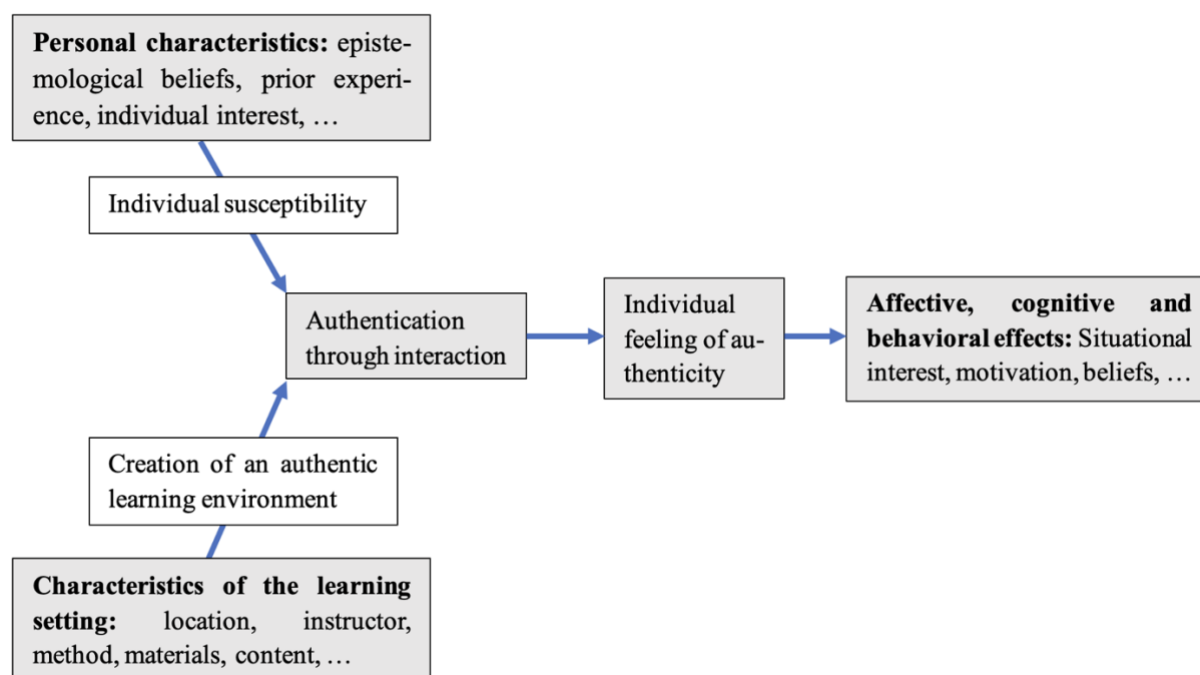 Personal characteristics: episte-
mological beliefs, prior experi-
ence, individual interest, …
Individual susceptibility
Authentication
through interaction
Individual
feeling of au-
thenticity
Affective, cognitive and
behavioral effects: Situational
interest, motivation, beliefs, …
Creation of an authentic
learning environment
Characteristics of the learning
setting: location, instructor,
method, materials, content, …